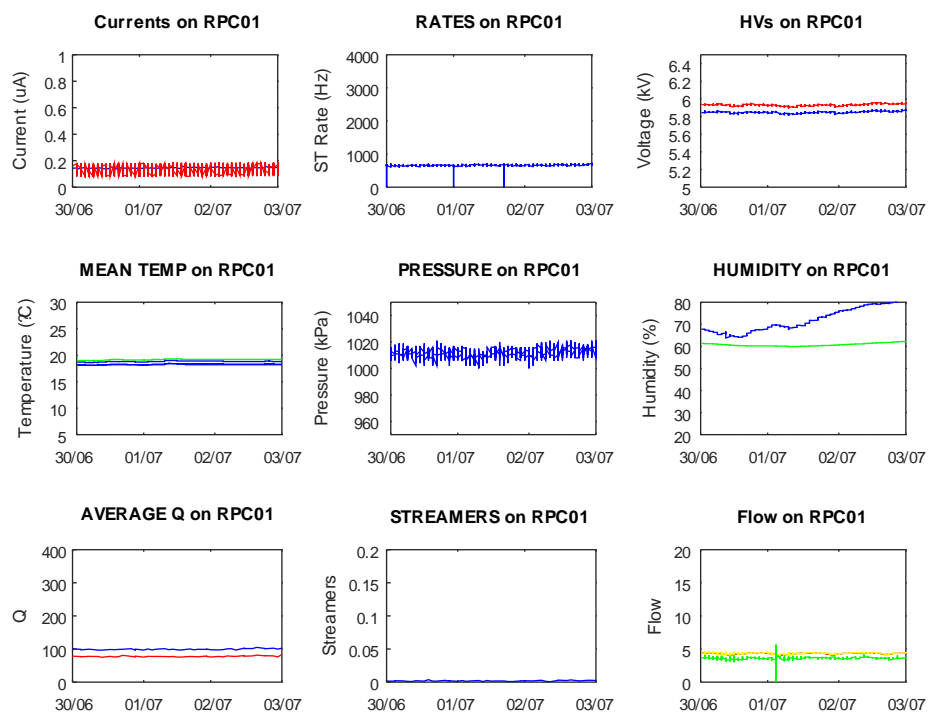 Currents on RPC01
RATES on RPC01
HVs on RPC01
1
0.8
0.6
0.4
0.2
0
Current (uA)
30/06 01/07 02/07 03/07
4000
3000
2000
1000
0
ST Rate (Hz)
30/06 01/07 02/07 03/07
6.4
6.2
6
5.8
5.6
5.4
5.2
5
Voltage (kV)
30/06 01/07 02/07 03/07
MEAN TEMP on RPC01
PRESSURE on RPC01
HUMIDITY on RPC01
30
25
20
15
10
5
Temperature (?C)
30/06 01/07 02/07 03/07
1040
1020
1000
980
960
Pressure (kPa)
30/06 01/07 02/07 03/07
80
70
60
50
40
30
20
Humidity (%)
30/06 01/07 02/07 03/07
AVERAGE Q on RPC01
STREAMERS on RPC01
Flow on RPC01
400
300
200
100
0
Q
30/06 01/07 02/07 03/07
0.2
0.15
0.1
0.05
0
Streamers
30/06 01/07 02/07 03/07
20
15
10
5
0
Flow
30/06 01/07 02/07 03/07